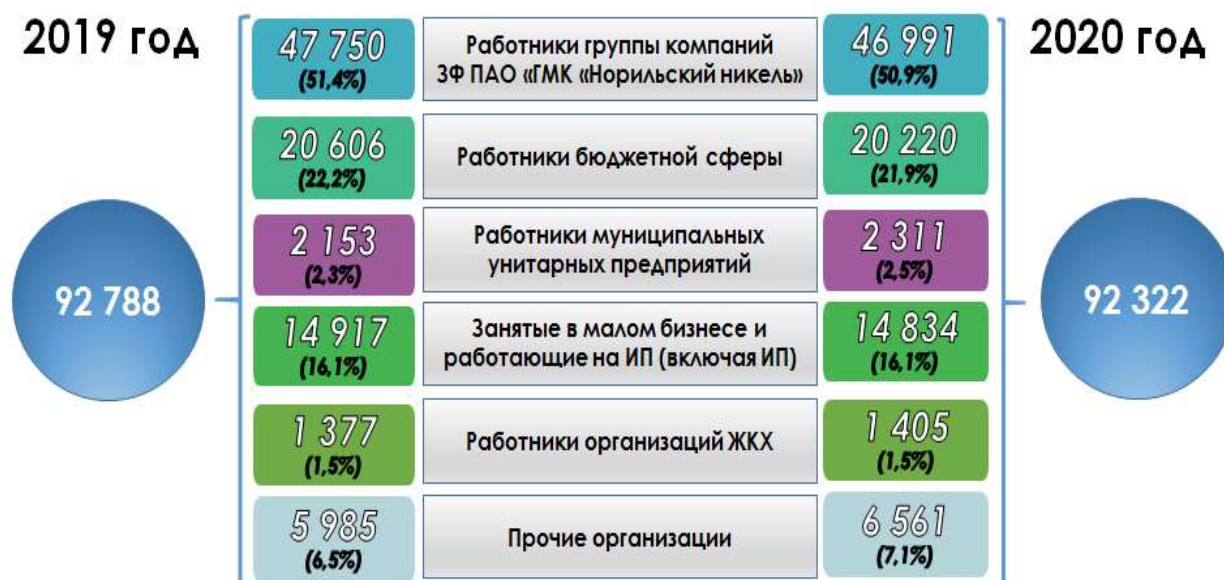 2019 год
2020 год
47 750
(51,4%)
Работники группы компаний
ЗФ ПАО «ГМК «Норильский никель»
46 991
(50,9%)
20 606
(22,2%)
Работники бюджетной сферы
20 220
(21,9%)
2 153
(2,3%)
Работники муниципальных
унитарных предприятий
2 311
(2,5%)
92 788
92 322
14 917
(16,1%)
Занятые в малом бизнесе и
работающие на ИП (включая ИП)
14 834
(16,1%)
1 377
(1,5%)
Работники организаций ЖКХ
1 405
(1,5%)
5 985
(6,5%)
Прочие организации
6 561
(7,1%)